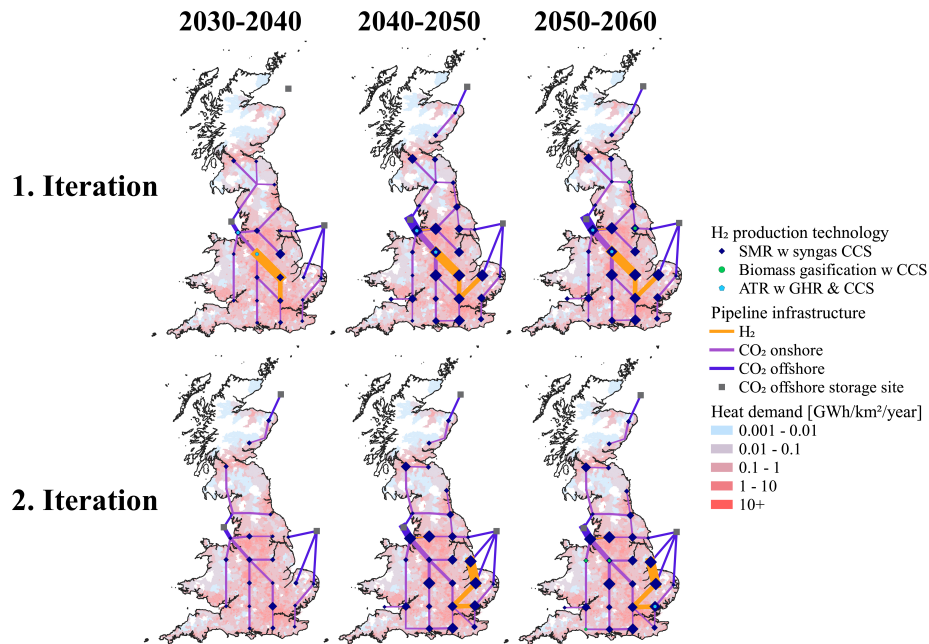 2030-2040
2040-2050
2050-2060
1. Iteration
2. Iteration
H₂ production technology
SMR w syngas CCS
Biomass gasification w CCS
ATR w GHR & CCS
Pipeline infrastructure
H₂
CO₂ onshore
CO₂ offshore
CO₂ offshore storage site
Heat demand [GWh/km²/year]
0.001 - 0.01
0.01 - 0.1
0.1 - 1
1 - 10
10+